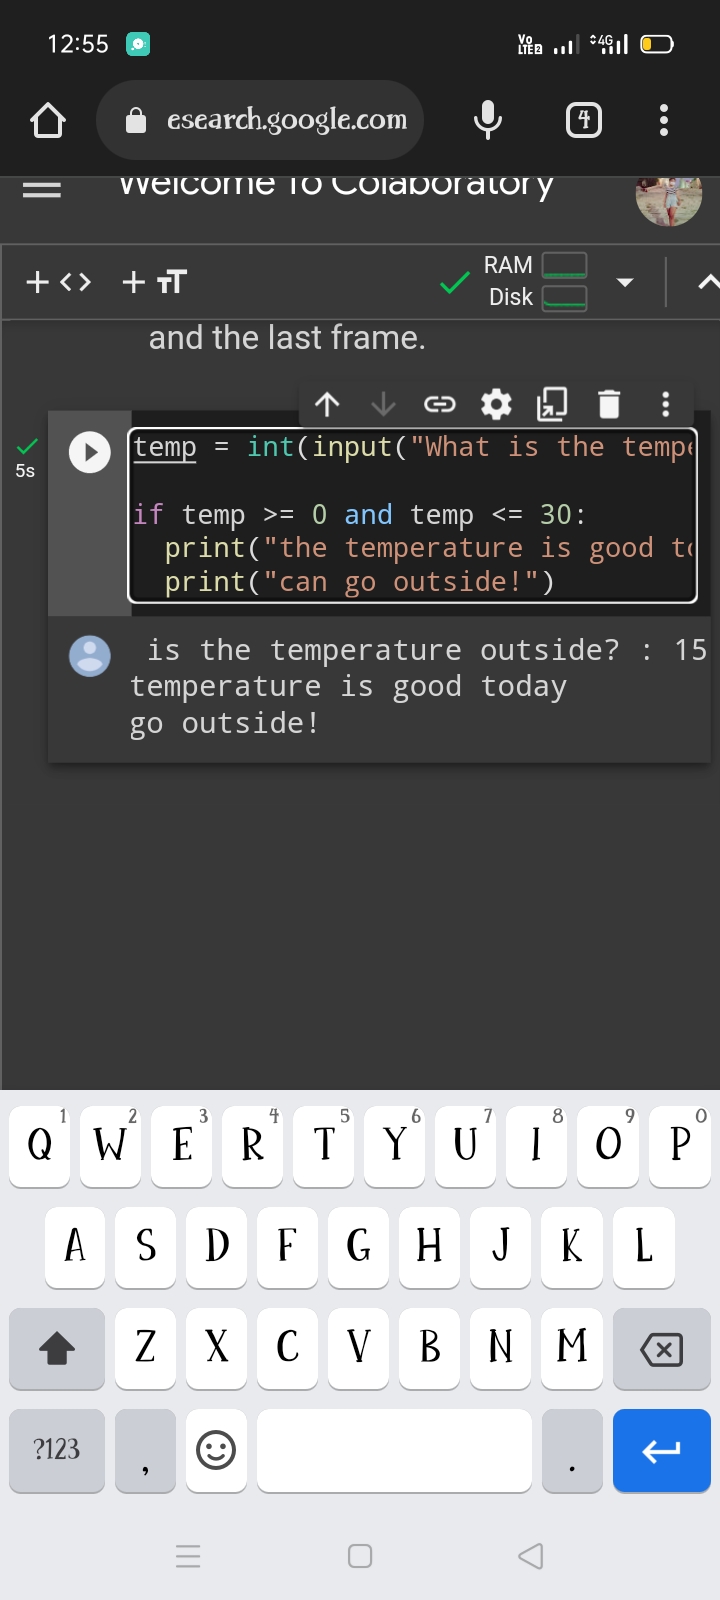 12:55
Vo LTE 2
4G
esearch.google.com
4
Welcome To Colaboratory
+ <> + TT
RAM
Disk
and the last frame.
5s
temp = int(input("What is the tempe
if temp >= 0 and temp <= 30:
print("the temperature is good to
print("can go outside!")
is the temperature outside? : 15
temperature is good today
go outside!
1 2 3 4 5 6 7 8 9 0
Q W E R T Y U I O P
A S D F G H J K L
Z X C V B N M
?123 , .